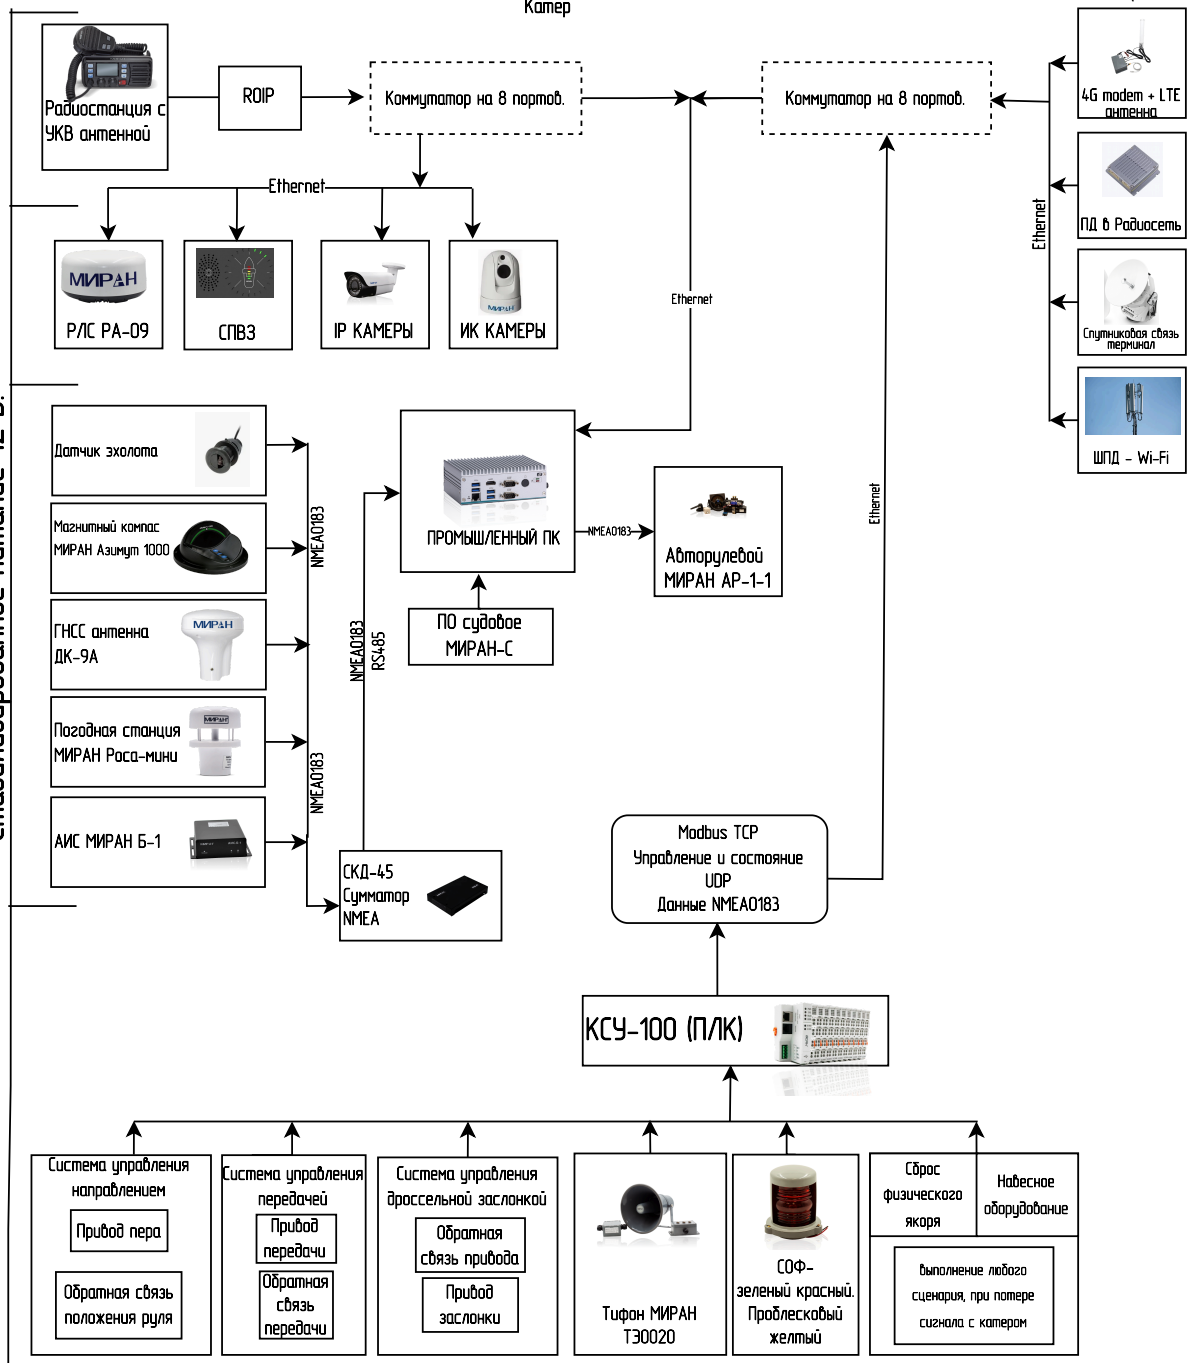 Катер
Радиостанция с
УКВ антенной
ROIP
Коммутатор на 8 портов.
Коммутатор на 8 портов.
4G modem + LTE
антенна
ПД в Радиосеть
Спутниковая связь
терминал
ШПД - Wi-Fi
Ethernet
Ethernet
МИРАН
РЛС РА-09
СПВЗ
IP КАМЕРЫ
МИРАН
ИК КАМЕРЫ
Ethernet
Датчик эхолота
Магнитный компас
МИРАН Азимут 1000
ГНСС антенна
ДК-9А
МИРАН
Погодная станция
МИРАН Роса-мини
МИРАН
АИС МИРАН Б-1
NMEA0183
NMEA0183
СКД-45
Сумматор
NMEA
NMEA0183
RS485
ПРОМЫШЛЕННЫЙ ПК
ПО судовое
МИРАН-С
NMEA0183
Авторулевой
МИРАН АР-1-1
Ethernet
Modbus TCP
Управление и состояние
UDP
Данные NMEA0183
КСУ-100 (ПЛК)
Система управления
направлением
Привод пера
Обратная связь
положения руля
Система управления
передачей
Привод
передачи
Обратная
связь
передачи
Система управления
дроссельной заслонкой
Обратная
связь привода
Привод
заслонки
Тифон МИРАН
ТЭ0020
СОФ-
зеленый красный.
Проблесковый
желтый
Сброс
физического
якоря
Навесное
оборудование
Выполнение любого
сценария, при потере
сигнала с катером